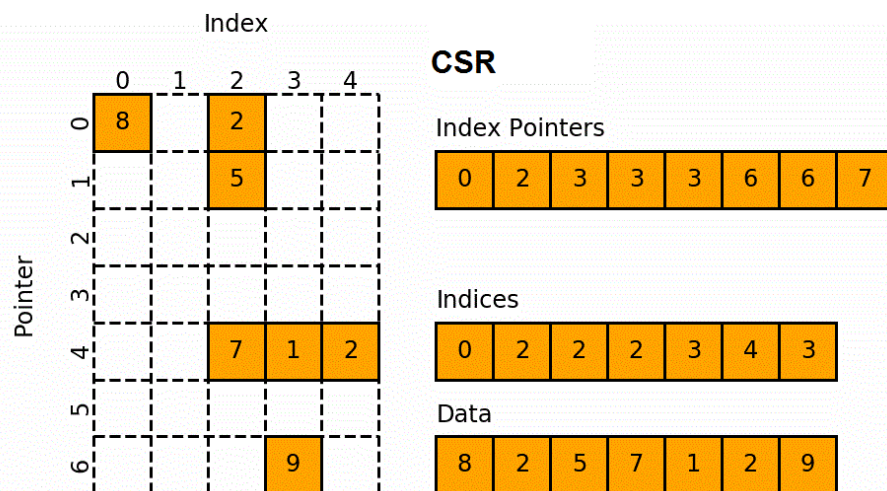 Index
CSR
0 1 2 3 4
0 8 2
Index Pointers
1 5
0 2 3 3 3 6 6 7
2
Pointer
3
Indices
4 7 1 2
0 2 2 2 3 4 3
5
Data
6 9
8 2 5 7 1 2 9